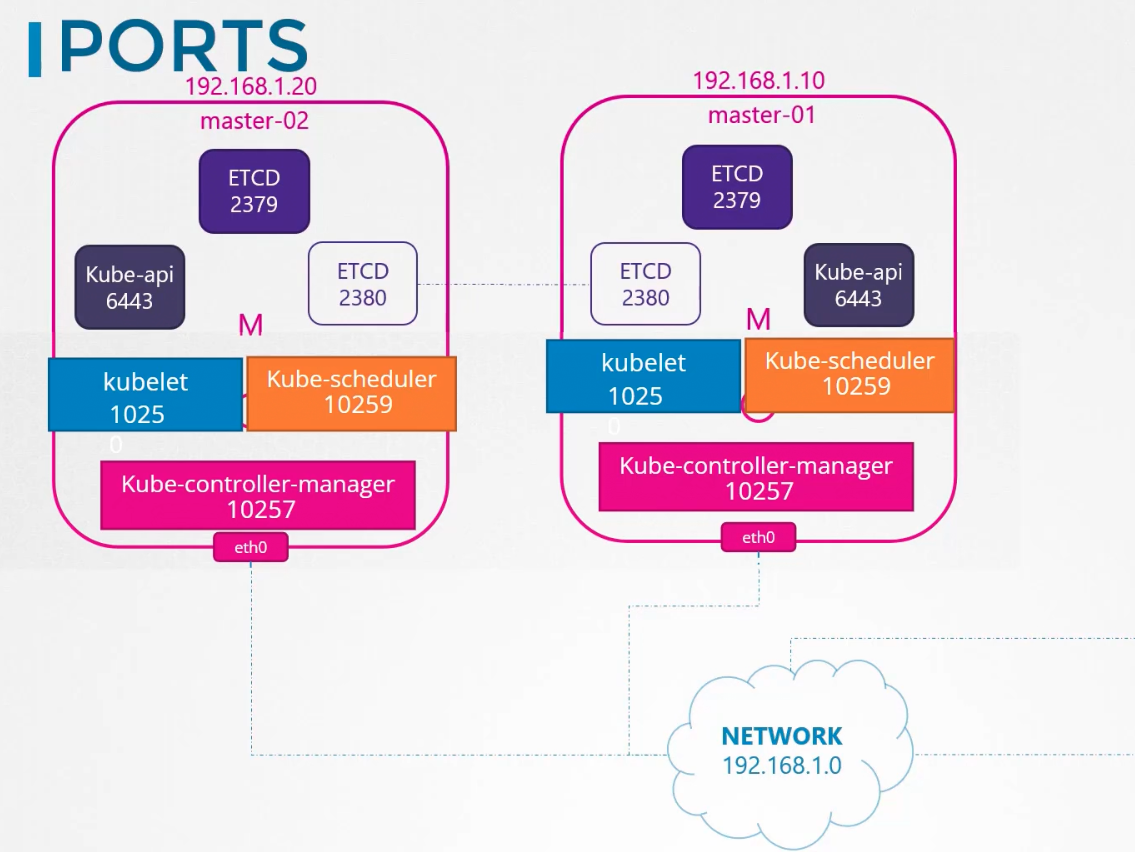 PORTS
192.168.1.20
master-02
ETCD
2379
Kube-api
6443
ETCD
2380
M
kubelet
1025
0
Kube-scheduler
10259
Kube-controller-manager
10257
eth0
192.168.1.10
master-01
ETCD
2379
ETCD
2380
Kube-api
6443
M
kubelet
1025
0
Kube-scheduler
10259
Kube-controller-manager
10257
eth0
NETWORK
192.168.1.0